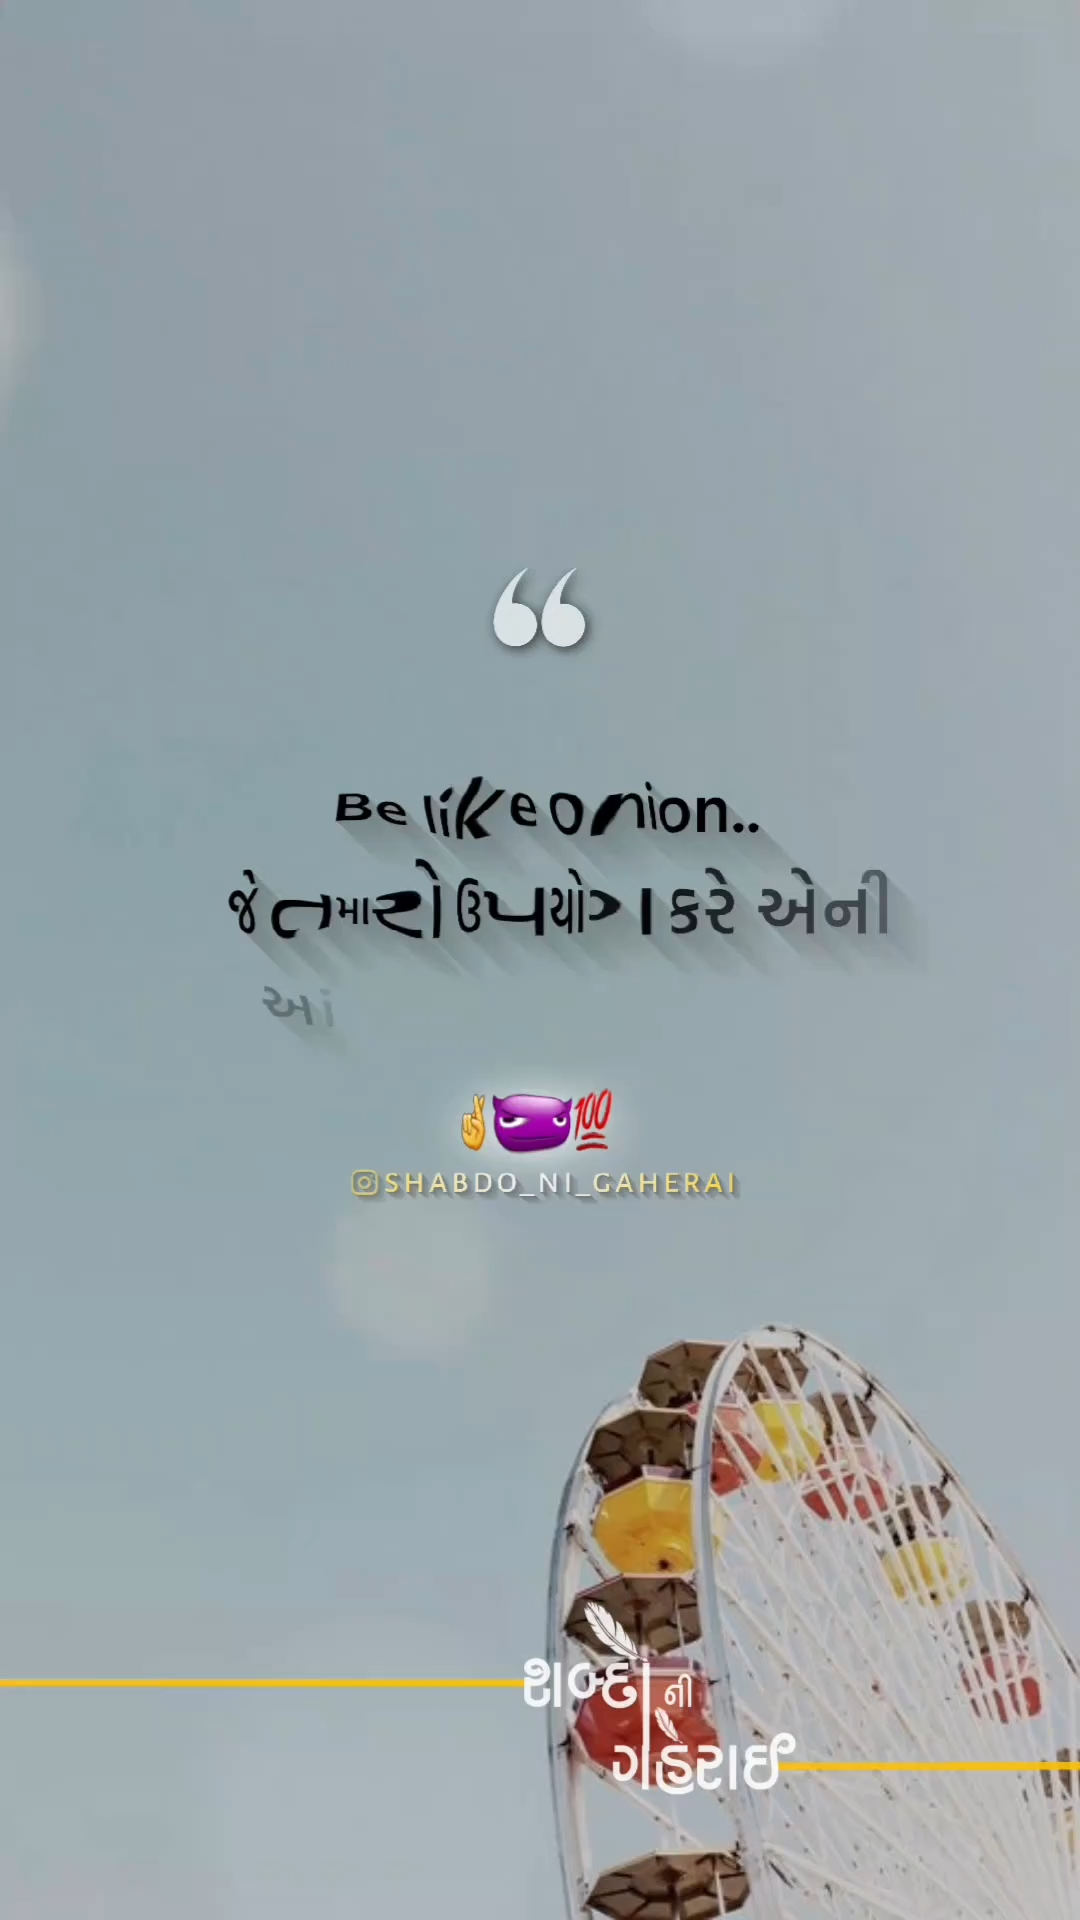 Be like onion..
જે તમારો ઉપયોગ કરે એની
આં
🤞😈💯
SHABDO_NI_GAHERAI
શબ્દો ની
ગહેરાઈ